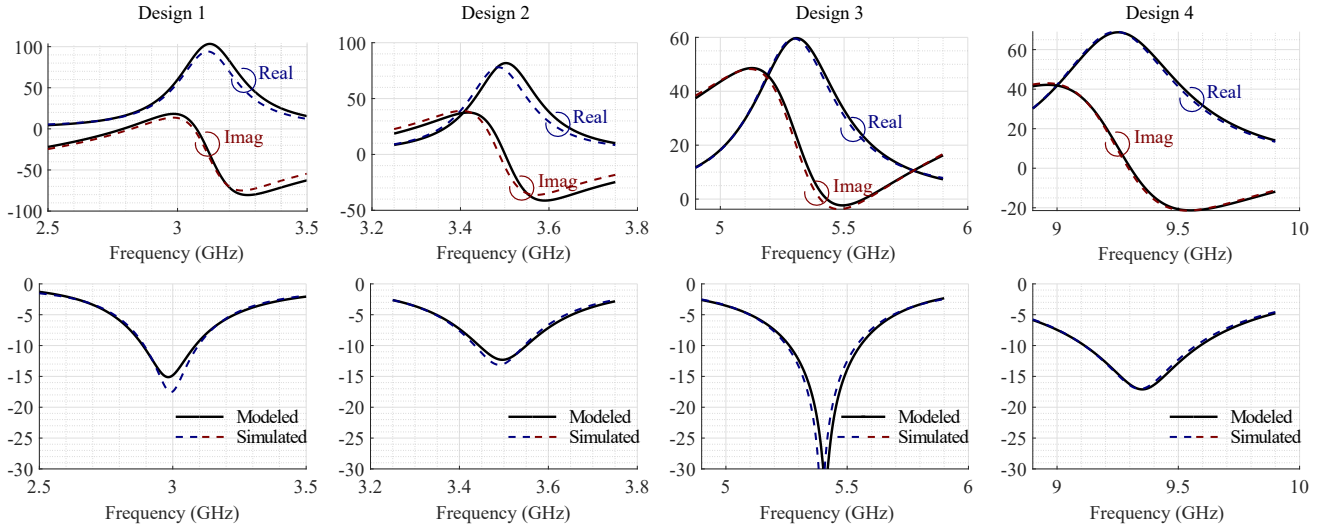 Design 1
Design 2
Design 3
Design 4
100
50
0
-50
-100
2.5
3
3.5
Real
Imag
Frequency (GHz)
100
50
0
-50
3.2
3.4
3.6
3.8
Real
Imag
Frequency (GHz)
60
40
20
0
5
5.5
6
Real
Imag
Frequency (GHz)
60
40
20
0
-20
9
9.5
10
Real
Imag
Frequency (GHz)
0
-5
-10
-15
-20
-25
-30
2.5
3
3.5
Modeled
Simulated
Frequency (GHz)
0
-5
-10
-15
-20
-25
-30
3.2
3.4
3.6
3.8
Modeled
Simulated
Frequency (GHz)
0
-5
-10
-15
-20
-25
-30
5
5.5
6
Modeled
Simulated
Frequency (GHz)
0
-5
-10
-15
-20
-25
-30
9
9.5
10
Modeled
Simulated
Frequency (GHz)